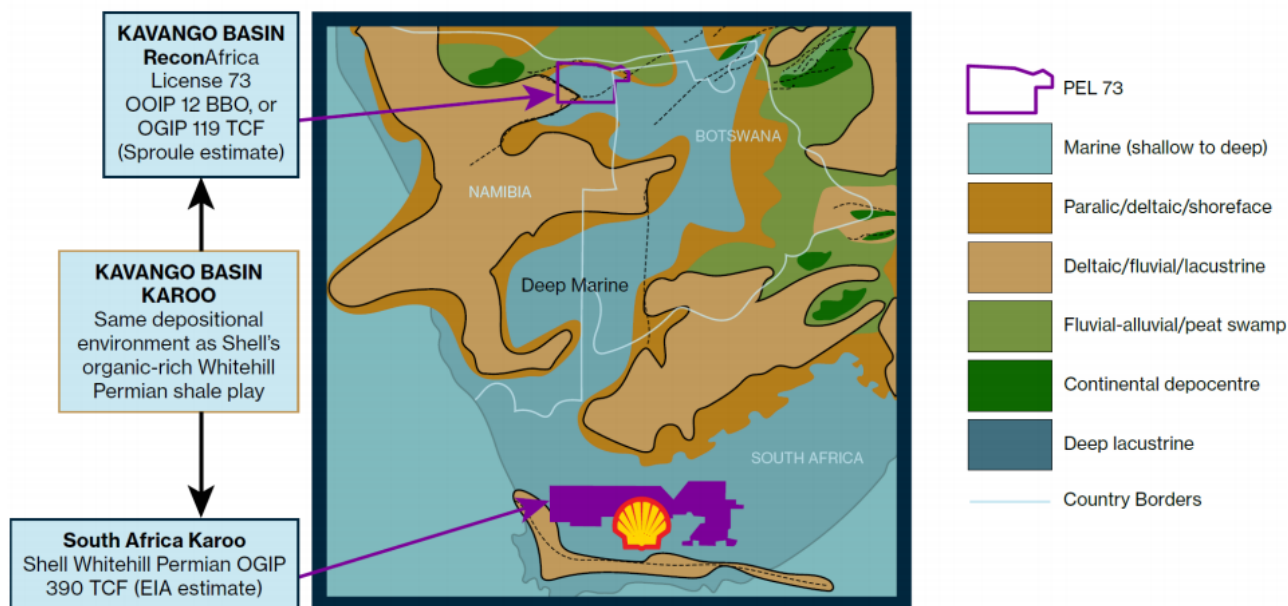 KAVANGO BASIN
ReconAfrica
License 73
OOIP 12 BBO, or
OGIP 119 TCF
(Sproule estimate)
KAVANGO BASIN
KAROO
Same depositional
environment as Shell's
organic-rich Whitehill
Permian shale play
South Africa Karoo
Shell Whitehill Permian OGIP
390 TCF (EIA estimate)
BOTSWANA
NAMIBIA
Deep Marine
SOUTH AFRICA
PEL 73
Marine (shallow to deep)
Paralic/deltaic/shoreface
Deltaic/fluvial/lacustrine
Fluvial-alluvial/peat swamp
Continental depocentre
Deep lacustrine
Country Borders